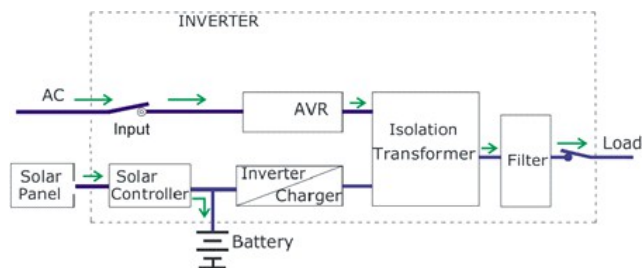 INVERTER
AC
Input
AVR
Isolation
Transformer
Filter
Load
Solar
Panel
Solar
Controller
Inverter
Charger
Battery